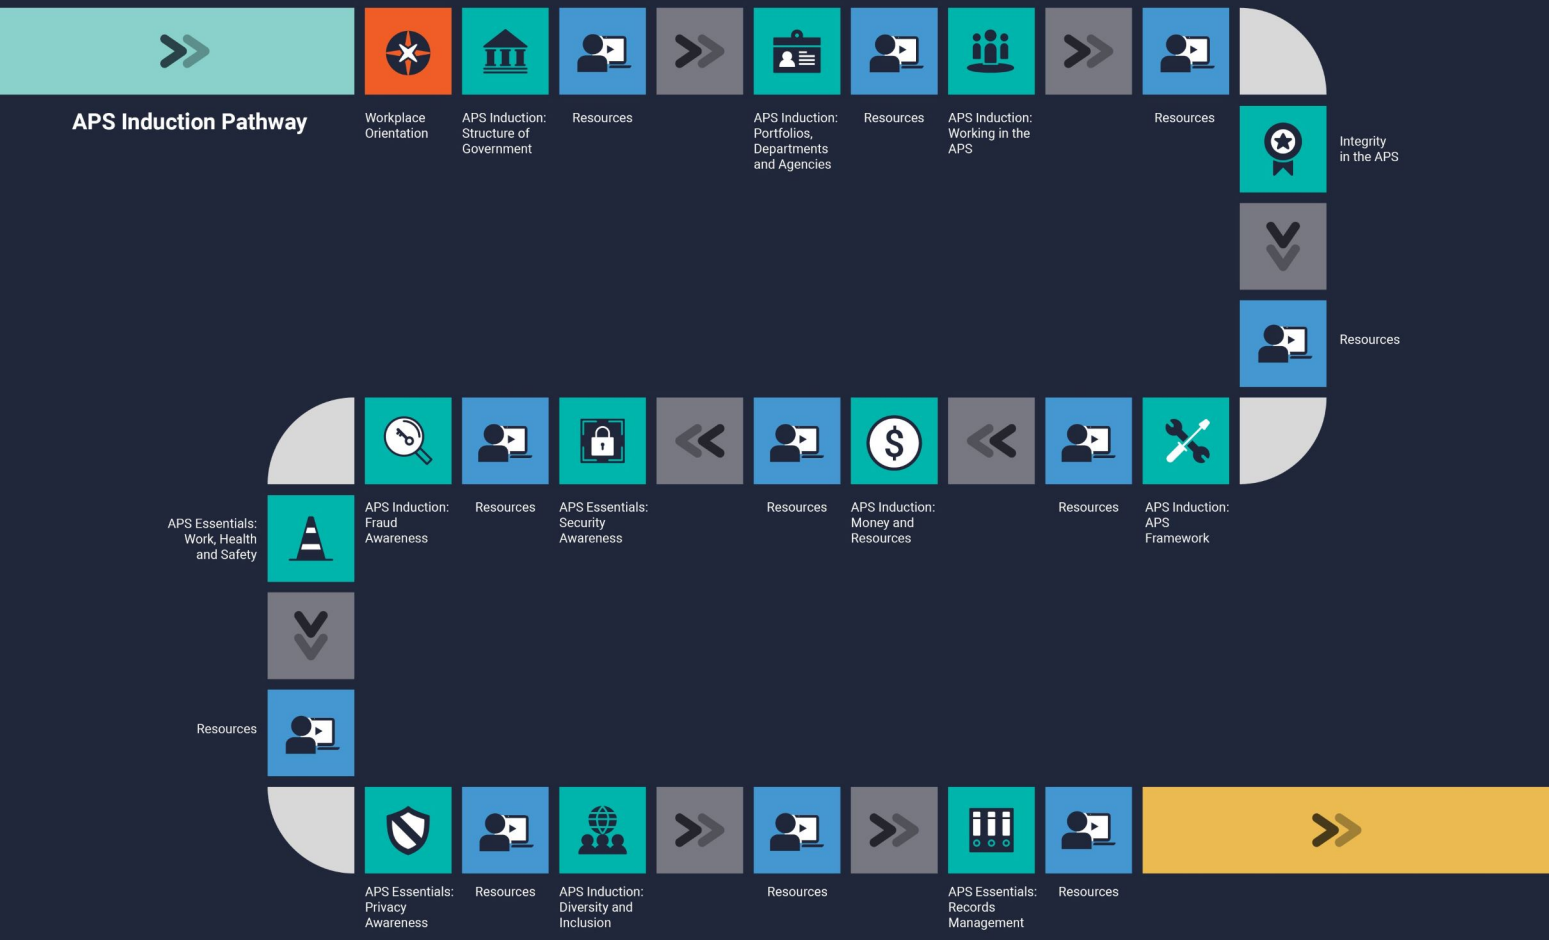 APS Induction Pathway
Workplace
Orientation
APS Induction:
Structure of
Government
Resources
APS Induction:
Portfolios,
Departments
and Agencies
Resources
APS Induction:
Working in the
APS
Resources
Integrity
in the APS
Resources
APS Induction:
APS
Framework
Resources
$
APS Induction:
Money and
Resources
Resources
APS Essentials:
Security
Awareness
Resources
APS Induction:
Fraud
Awareness
APS Essentials:
Work, Health
and Safety
Resources
APS Essentials:
Privacy
Awareness
Resources
APS Induction:
Diversity and
Inclusion
Resources
APS Essentials:
Records
Management
Resources